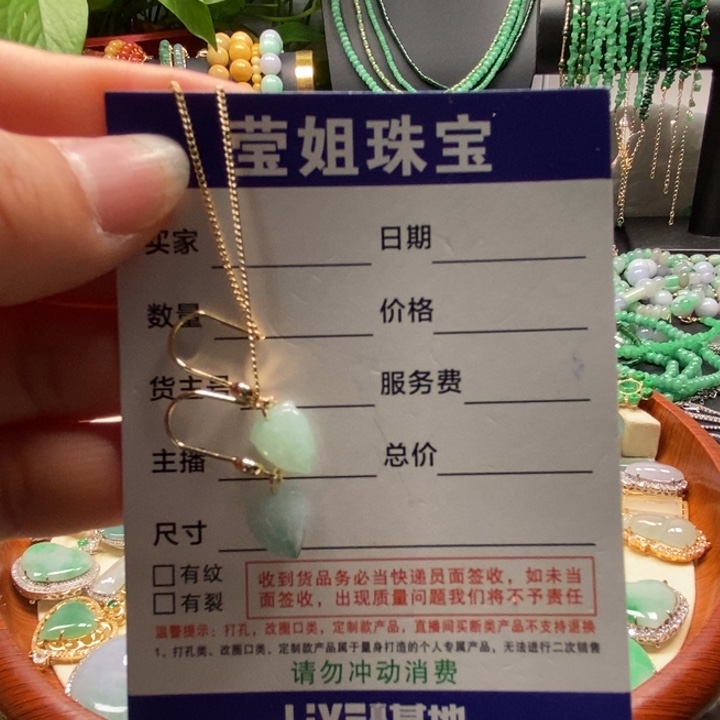 莹姐珠宝
买家 日期
数量 价格
货主号 服务费
主播 总价
尺寸
有纹
有裂
收到货品务必当快递员面签收，如未当
面签收，出现质量问题我们将不予责任
温馨提示：打孔，改圈口类，定制款产品，直播间买断类产品不支持退换
1、打孔类、改圈口类、定制款产品属于量身打造的个人专属产品，无法进行二次销售
请勿冲动消费
LIVE基地